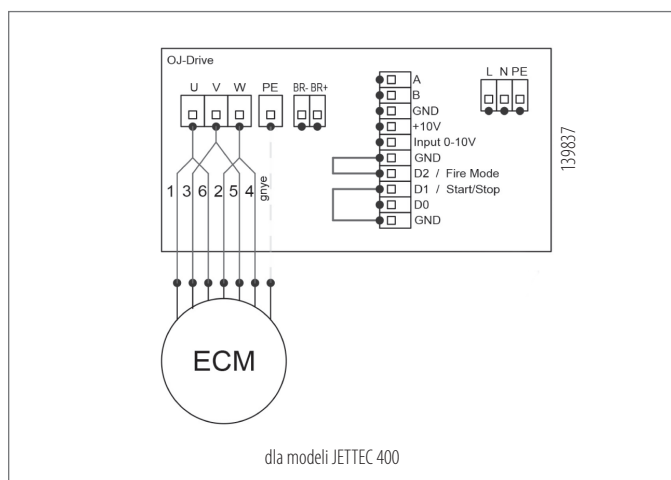 OJ-Drive
U V W PE BR- BR+
L N PE
A
B
GND
+10V
Input 0-10V
GND
D2 / Fire Mode
D1 / Start/Stop
D0
GND
139837
1 3 6 2 5 4 gnye
ECM
dla modeli JETTEC 400